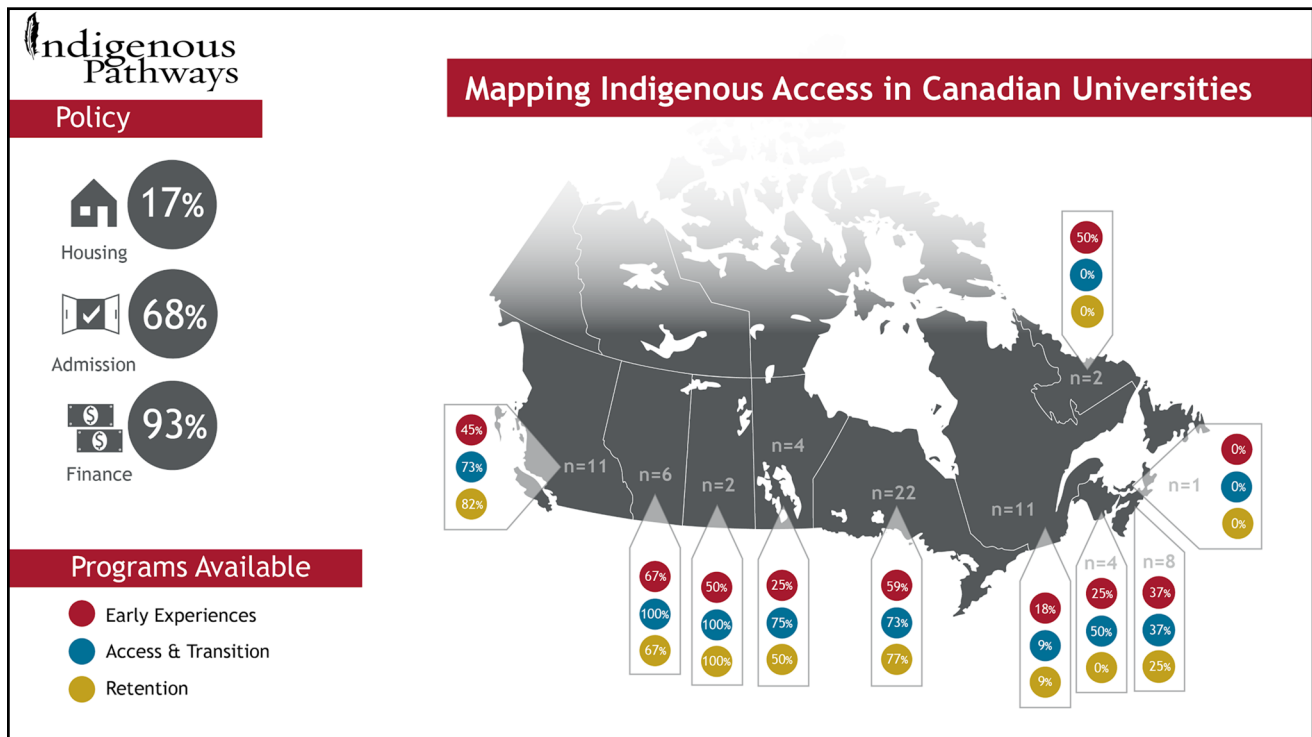 Indigenous
Pathways
Mapping Indigenous Access in Canadian Universities
Policy
17%
Housing
68%
Admission
$
$
93%
Finance
Programs Available
Early Experiences
Access & Transition
Retention
50%
0%
0%
n=2
45%
73%
82%
n=11
n=6
67%
100%
67%
n=2
50%
100%
100%
n=4
25%
75%
50%
n=22
59%
73%
77%
n=11
18%
9%
9%
n=4
25%
50%
0%
n=8
37%
37%
25%
n=1
0%
0%
0%